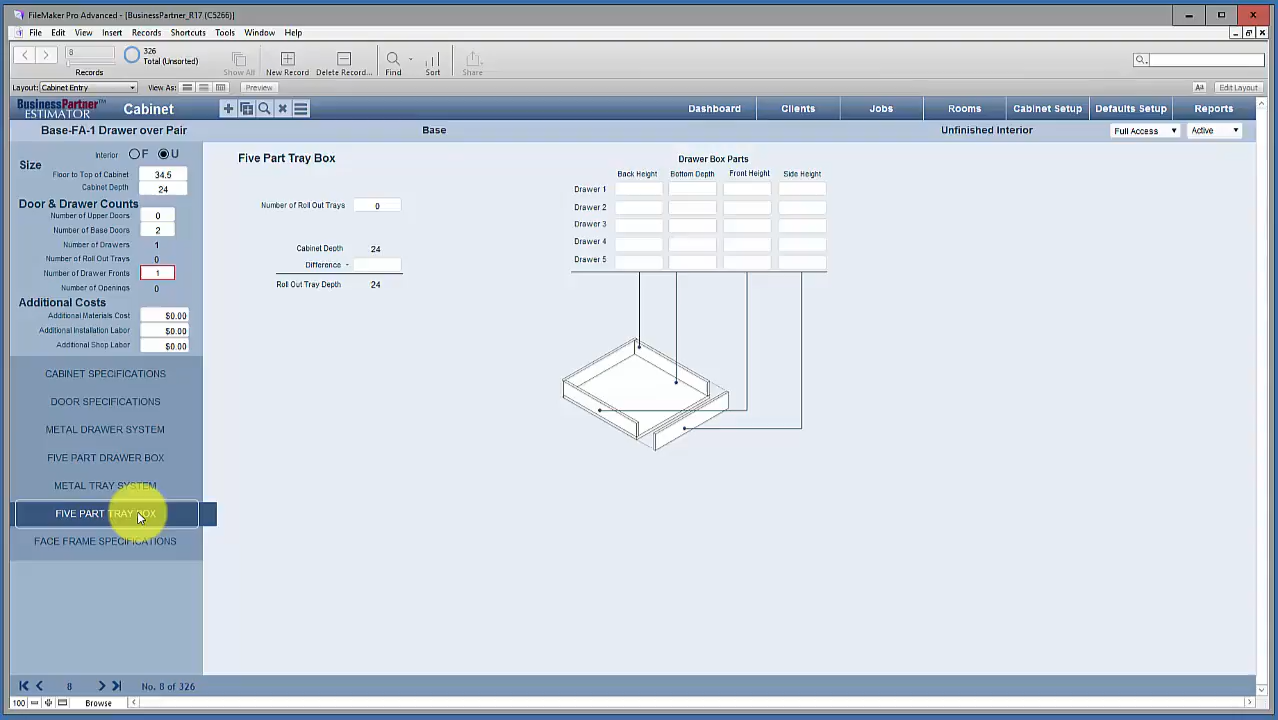 FileMaker Pro Advanced - [BusinessPartner_R17 (C5266)]
File Edit View Insert Records Shortcuts Tools Window Help
8
326
Total (Unsorted)
Records
Show All
New Record
Delete Record...
Find
Sort
Share
Layout: Cabinet Entry
View As:
Preview
Aa
Edit Layout
BusinessPartner™
ESTIMATOR
Cabinet
Dashboard
Clients
Jobs
Rooms
Cabinet Setup
Defaults Setup
Reports
Base-FA-1 Drawer over Pair
Base
Unfinished Interior
Full Access
Active
Interior F U
Size
Floor to Top of Cabinet 34.5
Cabinet Depth 24
Door & Drawer Counts
Number of Upper Doors 0
Number of Base Doors 2
Number of Drawers 1
Number of Roll Out Trays 0
Number of Drawer Fronts 1
Number of Openings 0
Additional Costs
Additional Materials Cost $0.00
Additional Installation Labor $0.00
Additional Shop Labor $0.00
CABINET SPECIFICATIONS
DOOR SPECIFICATIONS
METAL DRAWER SYSTEM
FIVE PART DRAWER BOX
METAL TRAY SYSTEM
FIVE PART TRAY BOX
FACE FRAME SPECIFICATIONS
Five Part Tray Box
Number of Roll Out Trays 0
Cabinet Depth 24
Difference -
Roll Out Tray Depth 24
Drawer Box Parts
Back Height Bottom Depth Front Height Side Height
Drawer 1
Drawer 2
Drawer 3
Drawer 4
Drawer 5
8
No. 8 of 326
100
Browse